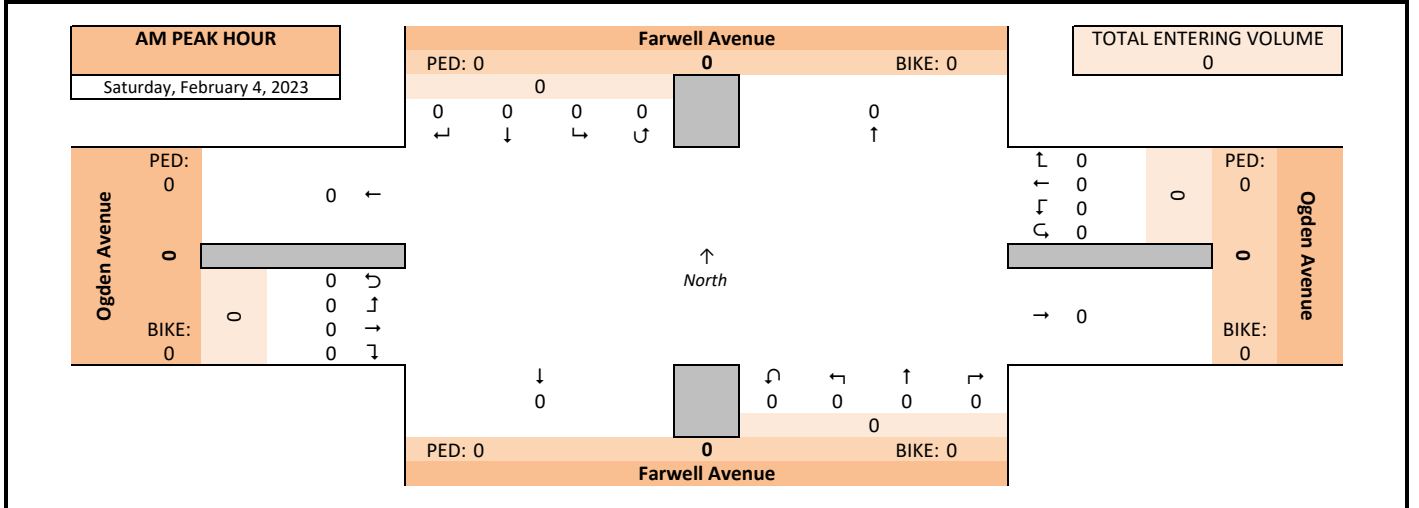 AM PEAK HOUR
Saturday, February 4, 2023
Farwell Avenue
PED: 0 0 BIKE: 0
0
0 0 0 0
↵ ↓ ↳ ↺
0
↑
TOTAL ENTERING VOLUME
0
Ogden Avenue
PED:
0
0
BIKE:
0
0 ←
0
0 ⮌
0 ⬏
0 →
0 ⮧
↑
North
↰ 0
← 0
↲ 0
⮎ 0
0
→ 0
PED:
0
0
BIKE:
0
Ogden Avenue
↓
0
↶ ↰ ↑ ↱
0 0 0 0
0
PED: 0 0 BIKE: 0
Farwell Avenue